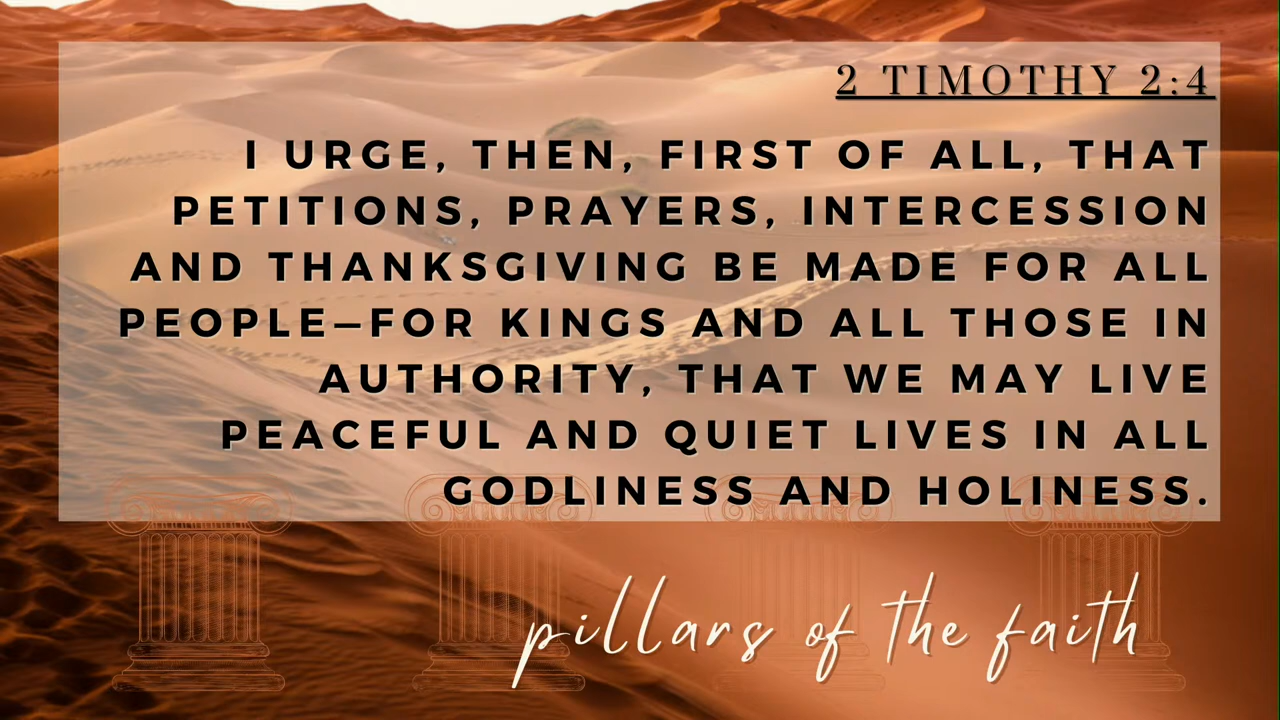 2 TIMOTHY 2:4
I URGE, THEN, FIRST OF ALL, THAT
PETITIONS, PRAYERS, INTERCESSION
AND THANKSGIVING BE MADE FOR ALL
PEOPLE—FOR KINGS AND ALL THOSE IN
AUTHORITY, THAT WE MAY LIVE
PEACEFUL AND QUIET LIVES IN ALL
GODLINESS AND HOLINESS.
pillars of the faith